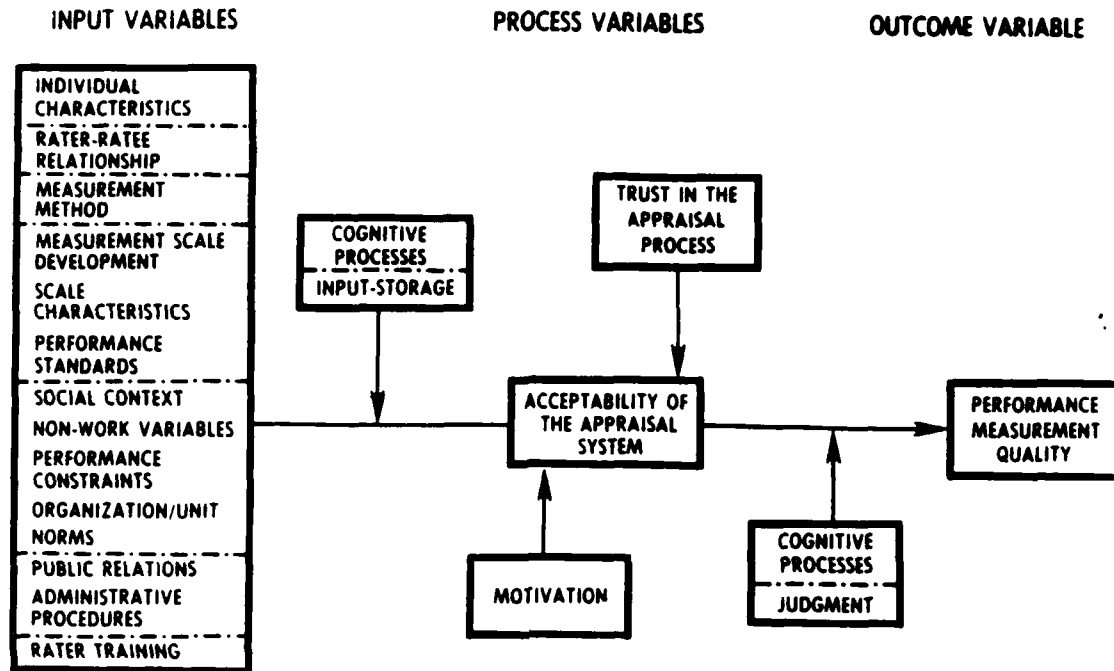 INPUT VARIABLES
PROCESS VARIABLES
OUTCOME VARIABLE
INDIVIDUAL
CHARACTERISTICS
RATER-RATEE
RELATIONSHIP
MEASUREMENT
METHOD
MEASUREMENT SCALE
DEVELOPMENT
SCALE
CHARACTERISTICS
PERFORMANCE
STANDARDS
SOCIAL CONTEXT
NON-WORK VARIABLES
PERFORMANCE
CONSTRAINTS
ORGANIZATION/UNIT
NORMS
PUBLIC RELATIONS
ADMINISTRATIVE
PROCEDURES
RATER TRAINING
COGNITIVE
PROCESSES
INPUT-STORAGE
TRUST IN THE
APPRAISAL
PROCESS
ACCEPTABILITY OF
THE APPRAISAL
SYSTEM
MOTIVATION
COGNITIVE
PROCESSES
JUDGMENT
PERFORMANCE
MEASUREMENT
QUALITY